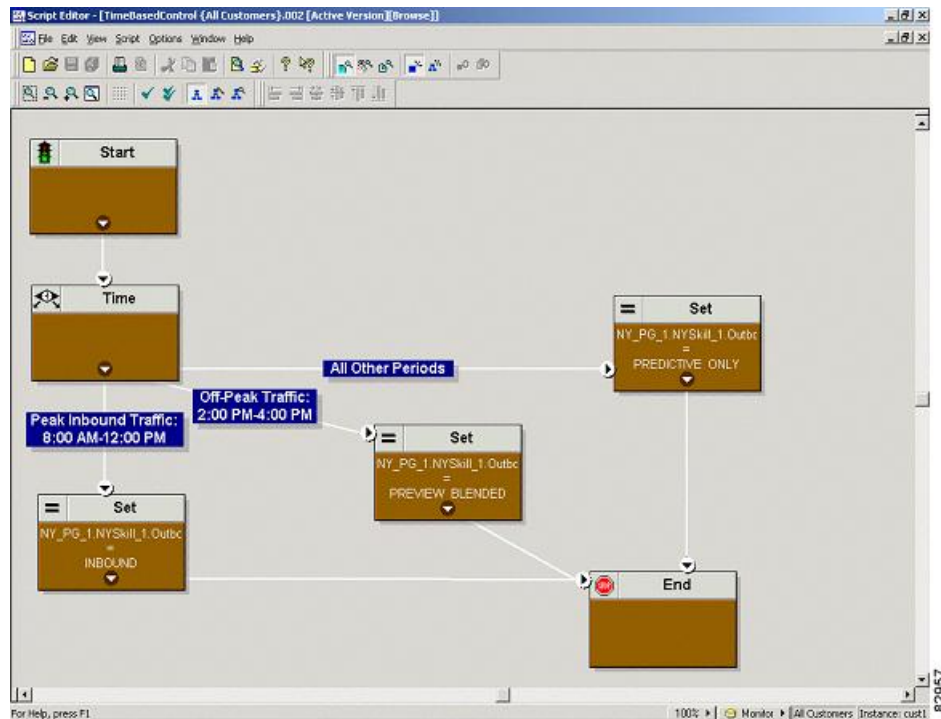 Script Editor - [TimeBasedControl {All Customers}.002 [Active Version][Browse]]
File Edit View Script Options Window Help
Start
Time
Set
NY_PG_1.NYSkill_1.Outbc
=
PREDICTIVE_ONLY
All Other Periods
Off-Peak Traffic:
2:00 PM-4:00 PM
Peak Inbound Traffic:
8:00 AM-12:00 PM
Set
NY_PG_1.NYSkill_1.Outbc
=
PREVIEW_BLENDED
Set
NY_PG_1.NYSkill_1.Outbc
=
INBOUND
End
STOP
For Help, press F1
100% Monitor All Customers Instance: cust1
82957